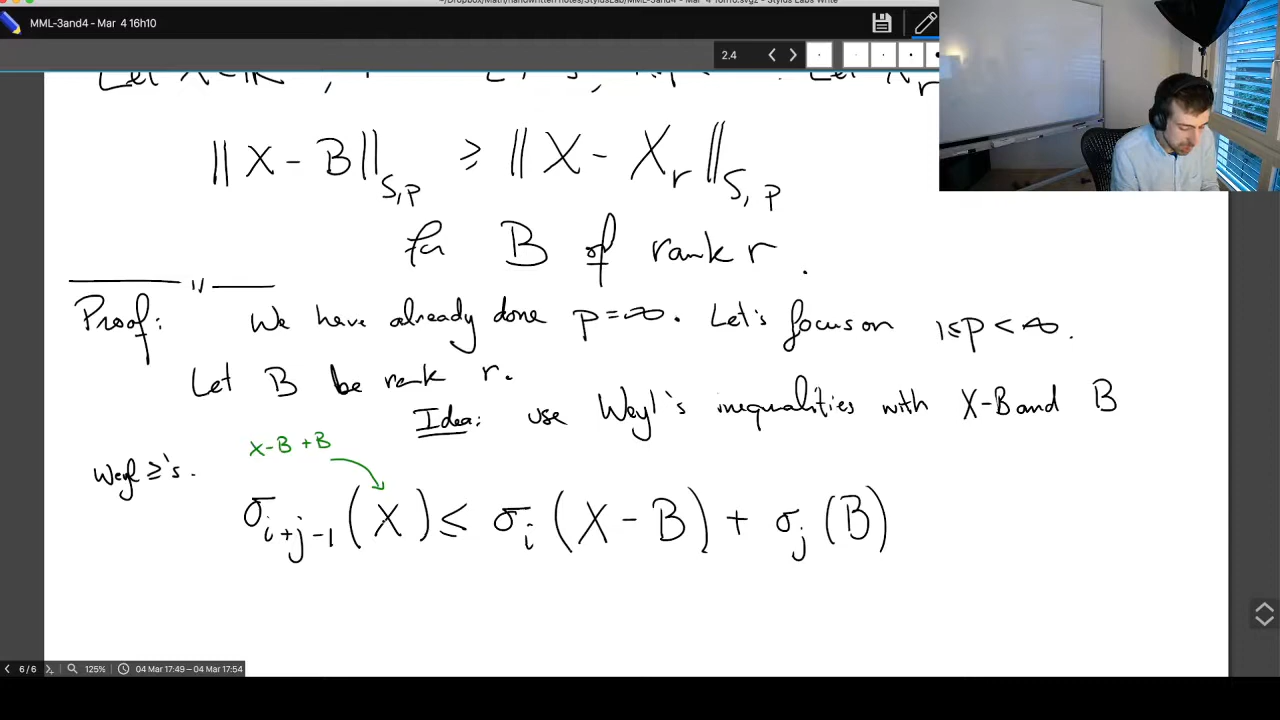 MML-3and4 - Mar 4 16h10
2.4
‖X - B‖_{S,p} ≥ ‖X - X_r‖_{S,p}
for B of rank r.
Proof: We have already done p=∞. Let's focus on 1≤p<∞.
Let B be rank r.
Idea: use Weyl's inequalities with X-B and B
X-B+B
Weyl ≥'s.
σ_{i+j-1}(X) ≤ σ_i(X-B) + σ_j(B)
6/6 125% 04 Mar 17:49 – 04 Mar 17:54